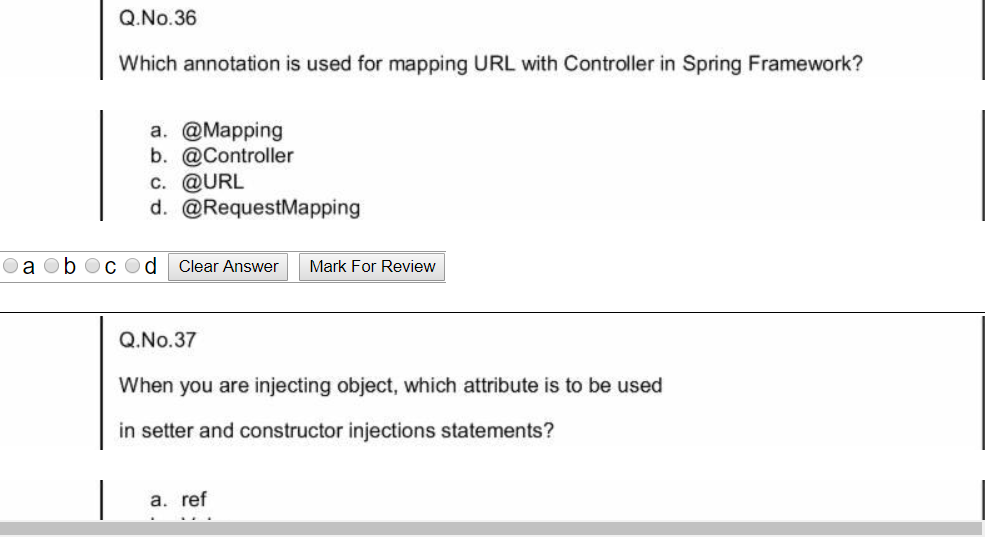 Q.No.36
Which annotation is used for mapping URL with Controller in Spring Framework?
a. @Mapping
b. @Controller
c. @URL
d. @RequestMapping
a b c d Clear Answer Mark For Review
Q.No.37
When you are injecting object, which attribute is to be used
in setter and constructor injections statements?
a. ref